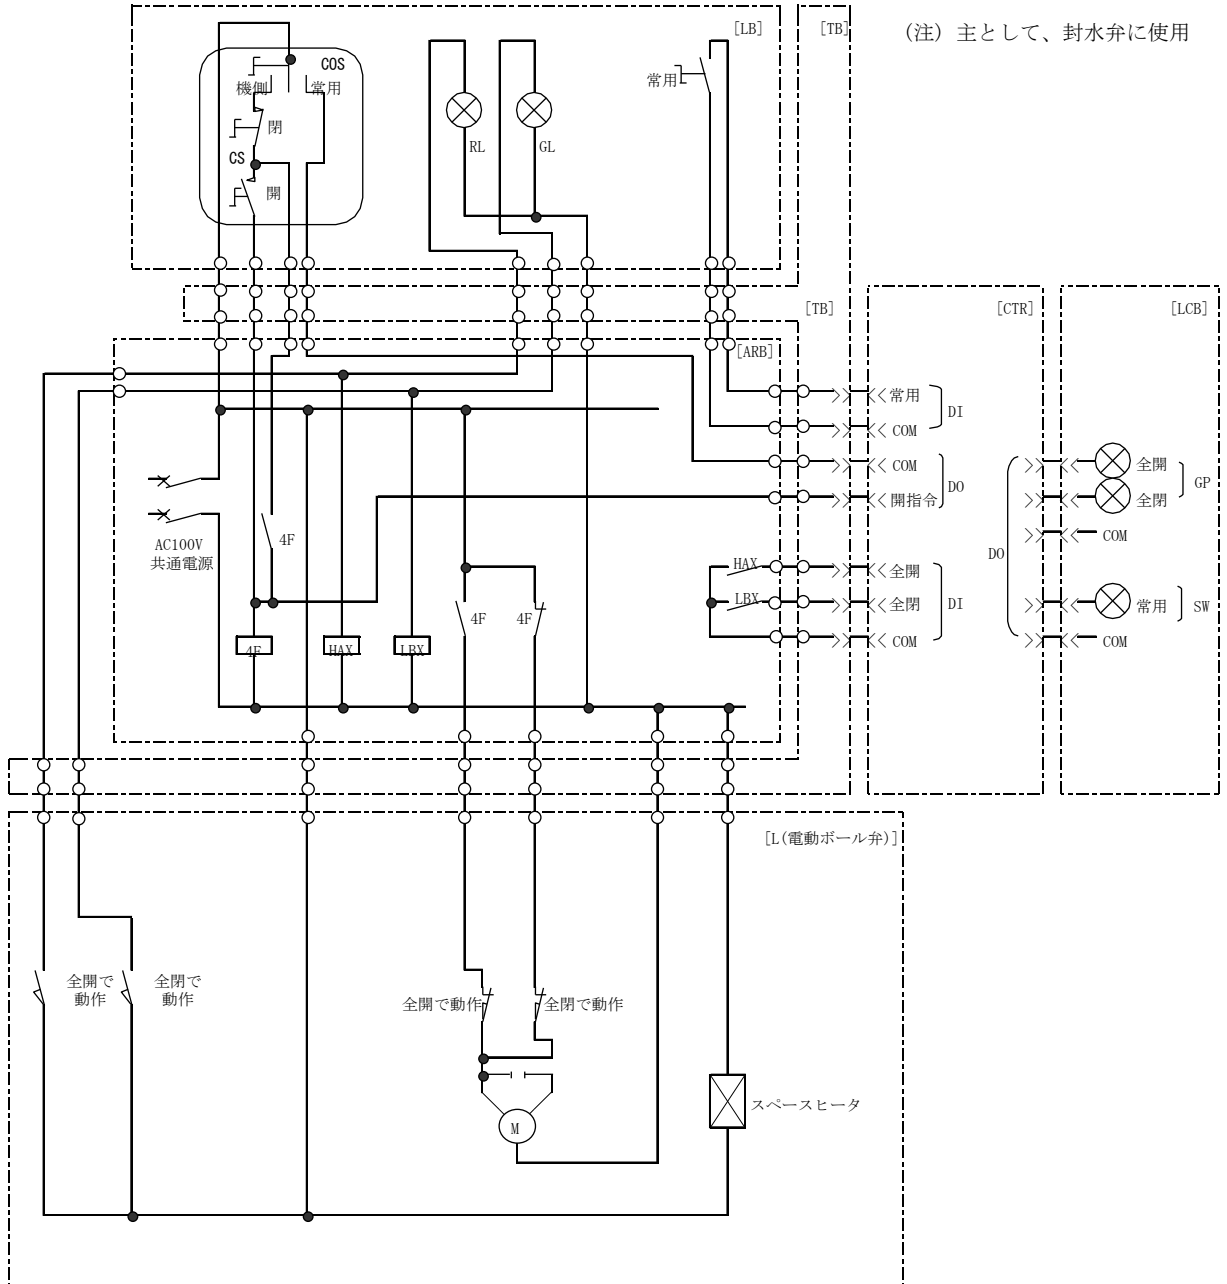 [LB]
[TB]
(注) 主として、封水弁に使用
COS
機側
常用
閉
CS
開
RL
GL
常用
[TB]
[CTR]
[LCB]
[ARB]
常用
DI
COM
COM
DO
開指令
全開
全閉
GP
COM
AC100V
共通電源
4F
HAX
全開
LBX
全閉
DI
COM
DO
常用
SW
COM
4F
4F
4F
HAX
LBX
[L(電動ボール弁)]
全開で
動作
全閉で
動作
全開で動作
全閉で動作
スペースヒータ
M